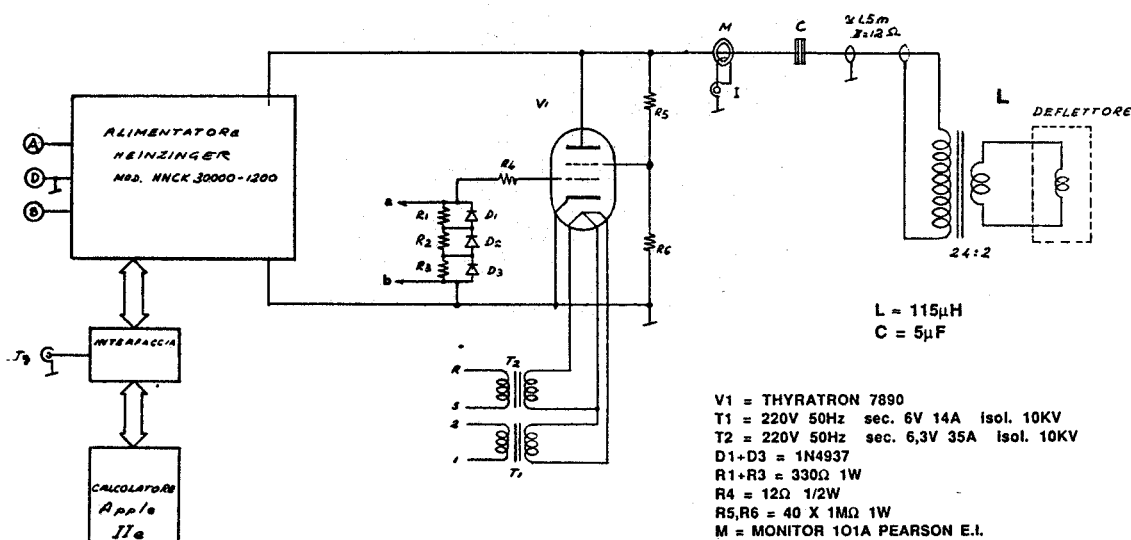 M
C
≈ 1.5m
Z=12Ω
I
V1
R5
L
DEFLETTORE
A
D
B
ALIMENTATORE
HEINZINGER
MOD. HNCK 30000-1200
R4
a
R1
D1
R2
D2
R3
D3
b
R6
24:2
L = 115μH
C = 5μF
INTERFACCIA
R
T2
S
2
1
T1
CALCOLATORE
Apple
IIe
V1 = THYRATRON 7890
T1 = 220V 50Hz sec. 6V 14A isol. 10KV
T2 = 220V 50Hz sec. 6,3V 35A isol. 10KV
D1÷D3 = 1N4937
R1÷R3 = 330Ω 1W
R4 = 12Ω 1/2W
R5,R6 = 40 X 1MΩ 1W
M = MONITOR 101A PEARSON E.I.